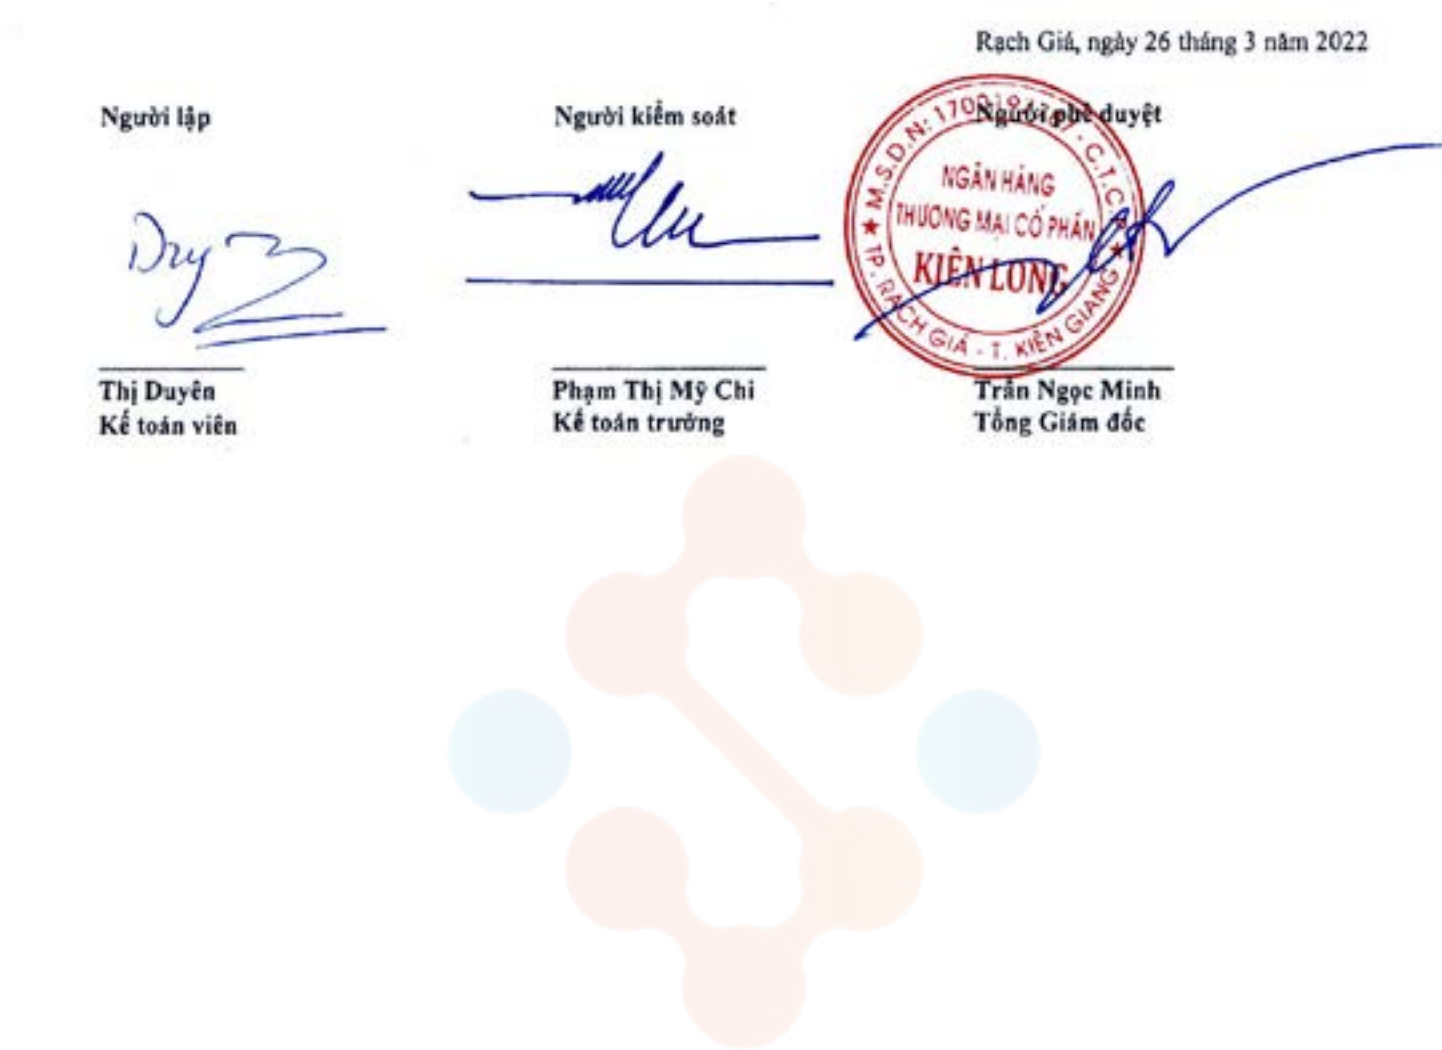 Rạch Giá, ngày 26 tháng 3 năm 2022
Người lập
Người kiểm soát
Người phê duyệt
M.S.D.N: C.T.C.P
NGÂN HÀNG
THƯƠNG MẠI CỔ PHẦN
KIÊN LONG
TP. RẠCH GIÁ - T. KIÊN GIANG
Duy
Thị Duyên
Kế toán viên
Phạm Thị Mỹ Chi
Kế toán trưởng
Trần Ngọc Minh
Tổng Giám đốc